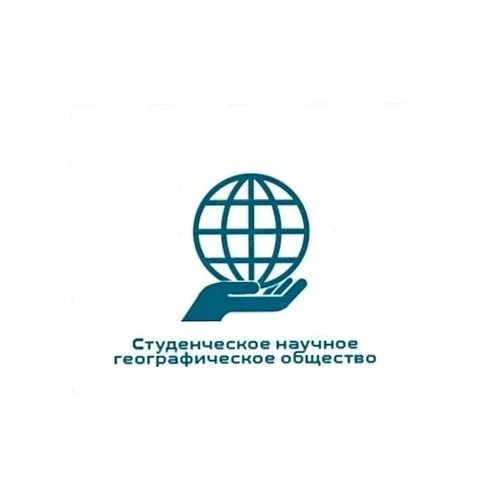 Студенческое научное
географическое общество